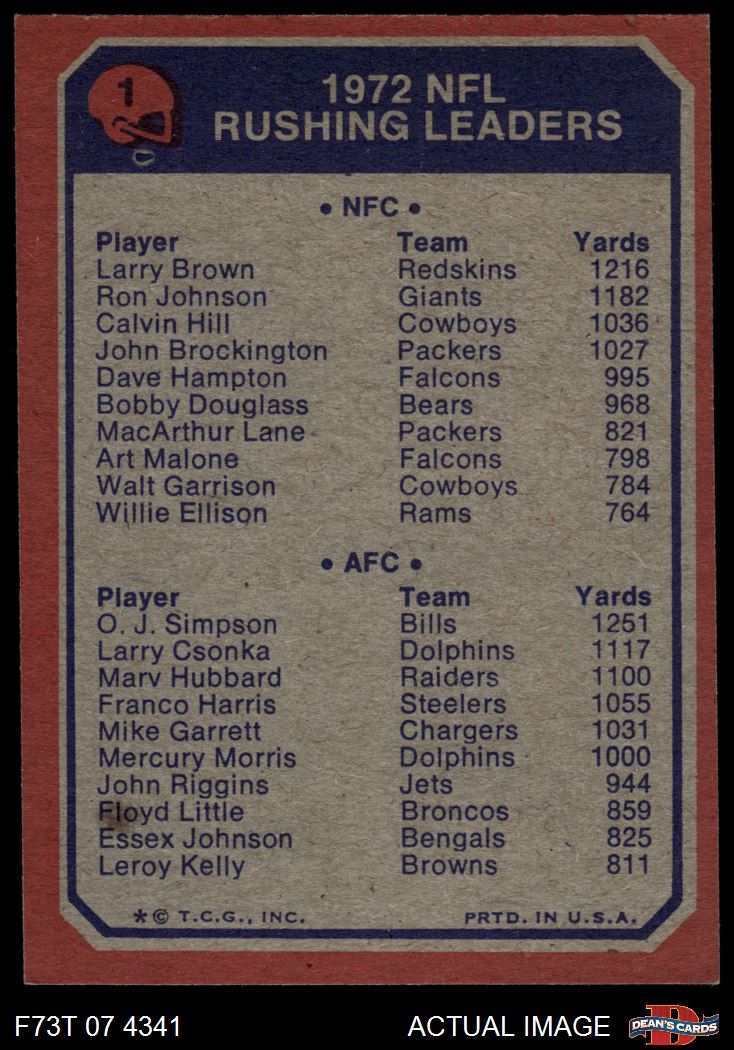 1
1972 NFL
RUSHING LEADERS
• NFC •
Player Team Yards
Larry Brown Redskins 1216
Ron Johnson Giants 1182
Calvin Hill Cowboys 1036
John Brockington Packers 1027
Dave Hampton Falcons 995
Bobby Douglass Bears 968
MacArthur Lane Packers 821
Art Malone Falcons 798
Walt Garrison Cowboys 784
Willie Ellison Rams 764
• AFC •
Player Team Yards
O. J. Simpson Bills 1251
Larry Csonka Dolphins 1117
Marv Hubbard Raiders 1100
Franco Harris Steelers 1055
Mike Garrett Chargers 1031
Mercury Morris Dolphins 1000
John Riggins Jets 944
Floyd Little Broncos 859
Essex Johnson Bengals 825
Leroy Kelly Browns 811
*© T.C.G., INC. PRTD. IN U.S.A.
F73T 07 4341 ACTUAL IMAGE DEAN'S CARDS